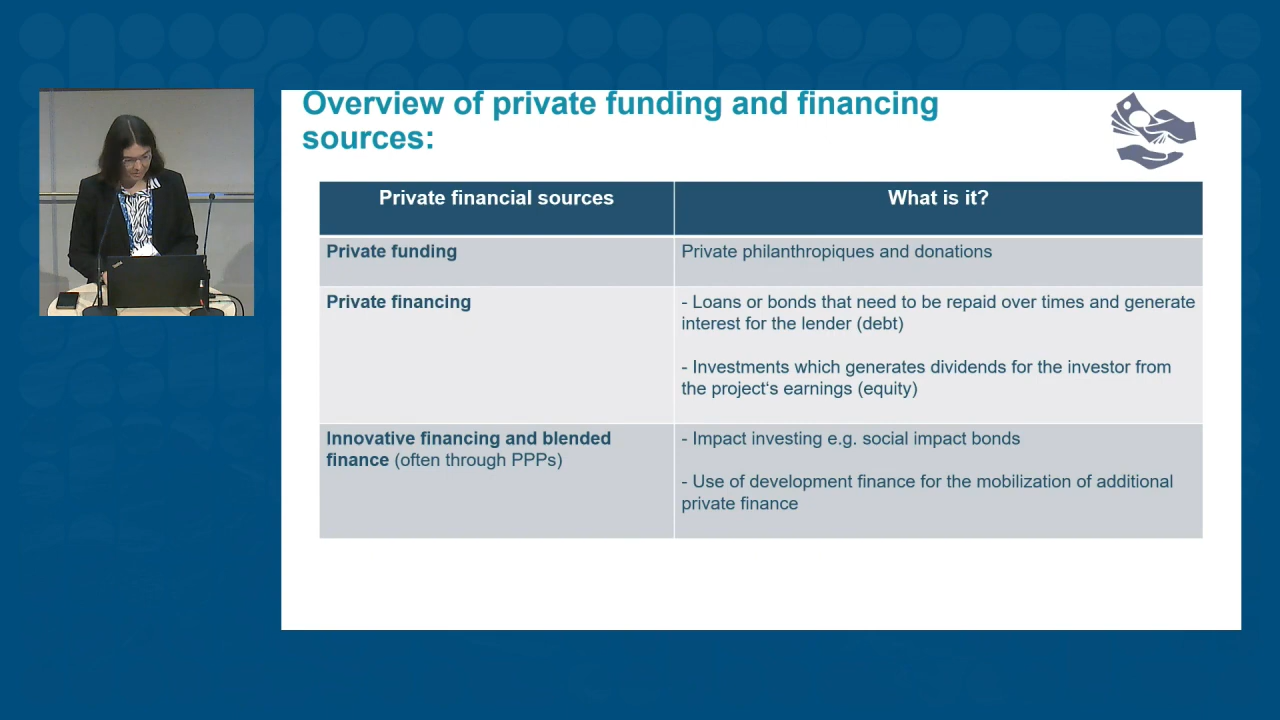 Overview of private funding and financing
sources:
Private financial sources
What is it?
Private funding
Private philanthropiques and donations
Private financing
- Loans or bonds that need to be repaid over times and generate
interest for the lender (debt)
- Investments which generates dividends for the investor from
the project's earnings (equity)
Innovative financing and blended
finance (often through PPPs)
- Impact investing e.g. social impact bonds
- Use of development finance for the mobilization of additional
private finance